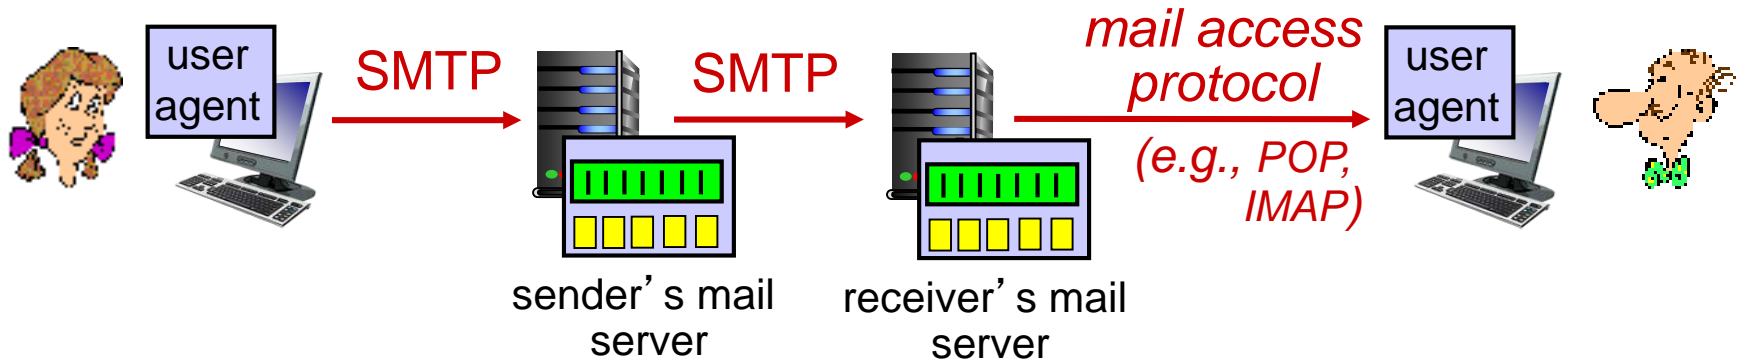 user
agent
SMTP
sender’s mail
server
SMTP
receiver’s mail
server
mail access
protocol
(e.g., POP,
IMAP)
user
agent